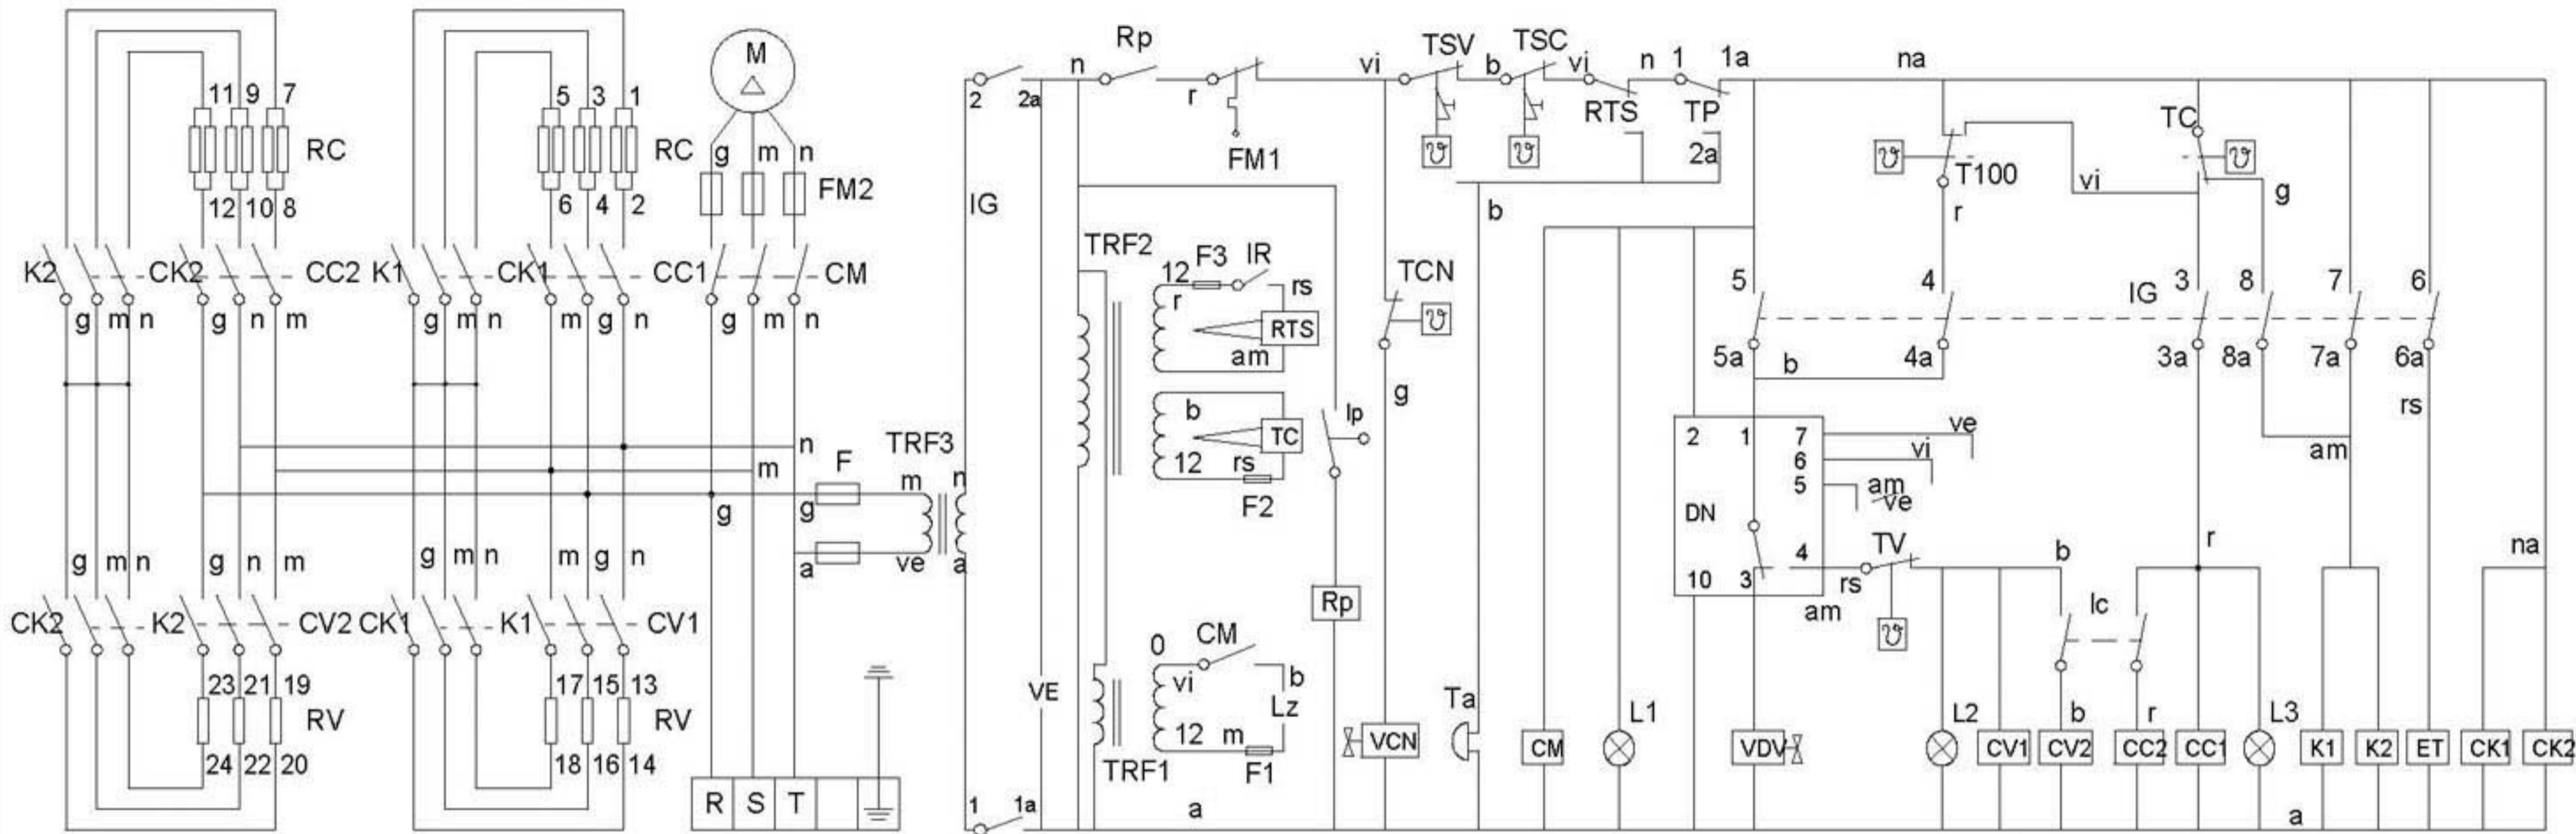 Rp
TSV
TSC
M
n
r
vi
b
vi
n
1
1a
na
2
2a
RTS
TP
2a
TC
11 9 7
5 3 1
RC
RC
g m n
FM2
FM1
ϑ
ϑ
ϑ
T100
ϑ
vi
g
12 10 8
6 4 2
IG
b
r
K2
CK2
CC2
K1
CK1
CC1
CM
TRF2
12
F3
IR
r
rs
RTS
am
TCN
ϑ
5
4
3
8
7
6
IG
g m n
g n m
g m n
m g n
g m n
5a
4a
3a
8a
7a
6a
b
g
rs
b
TC
12
rs
F2
Ip
n
m
g
g
F
TRF3
m
n
a
ve
a
2
1
7
6
5
ve
vi
am
ve
DN
4
10
3
am
rs
TV
ϑ
am
b
Ic
r
na
g m n
g n m
g m n
m g n
CK2
K2
CV2
CK1
K1
CV1
Rp
0
CM
vi
b
Lz
12
m
F1
TRF1
VE
23 21 19
17 15 13
RV
RV
24 22 20
18 16 14
Ta
L1
L2
b
r
L3
VCN
CM
VDV
CV1
CV2
CC2
CC1
K1
K2
ET
CK1
CK2
R S T
1
1a
a
a